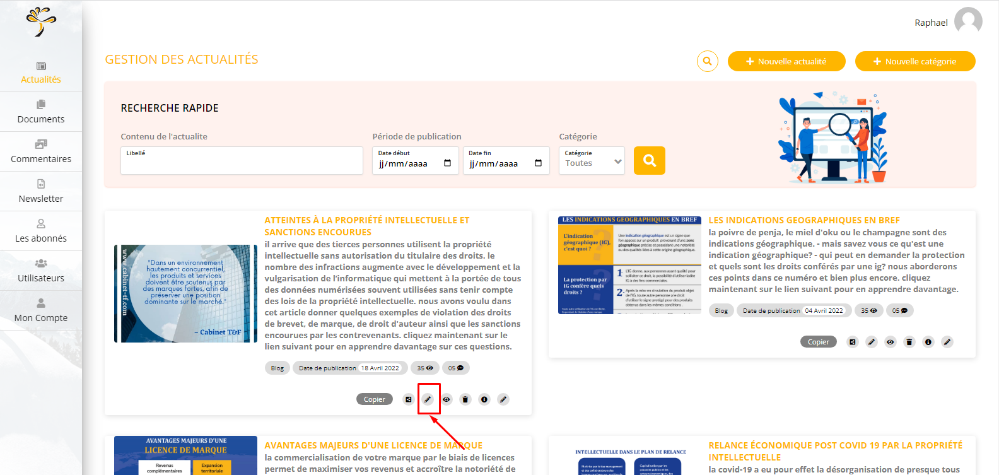 Raphael
Actualités
Documents
Commentaires
Newsletter
Les abonnés
Utilisateurs
Mon Compte
GESTION DES ACTUALITÉS
Nouvelle actualité
Nouvelle catégorie
RECHERCHE RAPIDE
Contenu de l'actualite
Période de publication
Catégorie
Libellé
Date début
jj/mm/aaaa
Date fin
jj/mm/aaaa
Catégorie
Toutes
www.cabinet-tf.com
"Dans un environnement
hautement concurrentiel,
les produits et services
doivent être soutenus par
des marques fortes, afin de
préserver une position
dominante sur le marché."
– Cabinet T&F
ATTEINTES À LA PROPRIÉTÉ INTELLECTUELLE ET
SANCTIONS ENCOURUES
il arrive que des tierces personnes utilisent la propriété
intellectuelle sans autorisation du titulaire des droits. le
nombre des infractions augmente avec le développement et la
vulgarisation de l'informatique qui mettent à la portée de tous
des données numérisées souvent utilisées sans tenir compte
des lois de la propriété intellectuelle. nous avons voulu dans
cet article donner quelques exemples de violation des droits
de brevet, de marque, de droit d'auteur ainsi que les sanctions
encourues par les contrevenants. cliquez maintenant sur le
lien suivant pour en apprendre davantage sur ces questions.
Blog
Date de publication 18 Avril 2022
35
05
Copier
LES INDICATIONS GEOGRAPHIQUES EN BREF
L'indication
géographique (IG),
c'est quoi ?
Une indication géographique est un signe que
l'on appose sur un produit provenant d'une zone
géographique précise et possédant une notoriété
ou des qualités liées à cette origine géographique.
La protection par
IG confère quels
droits ?
1
L'IG donne, aux personnes ayant qualité pour
solliciter ce droit, la possibilité d'utiliser ladite
IG à des fins commerciales.
2
Après la mise en circulation du produit objet
de l'IG, toute autre personne a le droit
d'utiliser le signe protégé pour des produits
obtenus dans les mêmes conditions
LES INDICATIONS GEOGRAPHIQUES EN BREF
la poivre de penja, le miel d'oku ou le champagne sont des
indications géographique. - mais savez vous ce qu'est une
indication géographique? - qui peut en demander la protection
et quels sont les droits conférés par une ig? nous aborderons
ces points dans ce numéro et bien plus encore. cliquez
maintenant sur le lien suivant pour en apprendre davantage.
Blog
Date de publication 04 Avril 2022
35
05
Copier
AVANTAGES MAJEURS D'UNE
LICENCE DE MARQUE
Revenus
complémentaires
Expansion
territoriale
AVANTAGES MAJEURS D'UNE LICENCE DE MARQUE
la commercialisation de votre marque par le biais de licences
permet de maximiser vos revenus et accroître la notoriété de
INTELLECTUELLE DANS LE PLAN DE RELANCE
RELANCE ÉCONOMIQUE POST COVID 19 PAR LA PROPRIÉTÉ
INTELLECTUELLE
la covid-19 a eu pour effet la désorganisation de presque tous